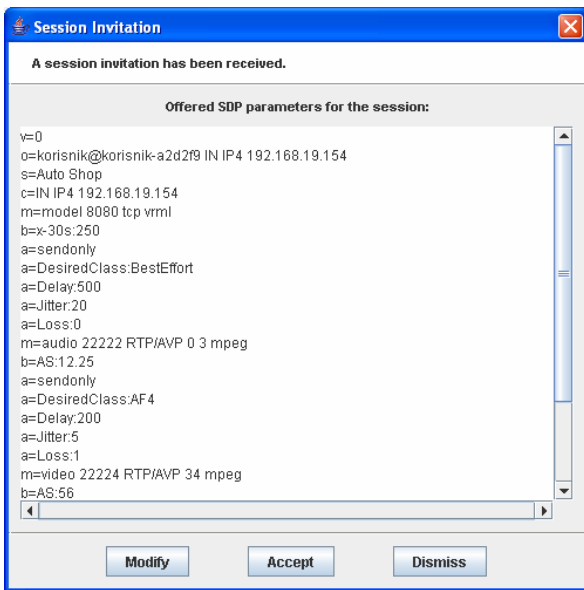 Session Invitation
A session invitation has been received.
Offered SDP parameters for the session:
v=0
o=korisnik@korisnik-a2d2f9 IN IP4 192.168.19.154
s=Auto Shop
c=IN IP4 192.168.19.154
m=model 8080 tcp vrml
b=x-30s:250
a=sendonly
a=DesiredClass:BestEffort
a=Delay:500
a=Jitter:20
a=Loss:0
m=audio 22222 RTP/AVP 0 3 mpeg
b=AS:12.25
a=sendonly
a=DesiredClass:AF4
a=Delay:200
a=Jitter:5
a=Loss:1
m=video 22224 RTP/AVP 34 mpeg
b=AS:56
Modify Accept Dismiss